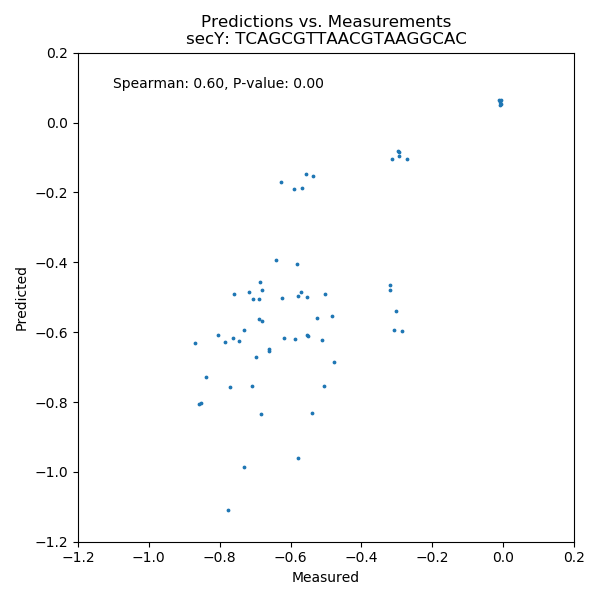 Predictions vs. Measurements
secY: TCAGCGTTAACGTAAGGCAC
Spearman: 0.60, P-value: 0.00
0.2
0.0
−0.2
−0.4
−0.6
−0.8
−1.0
−1.2
Predicted
−1.2 −1.0 −0.8 −0.6 −0.4 −0.2 0.0 0.2
Measured